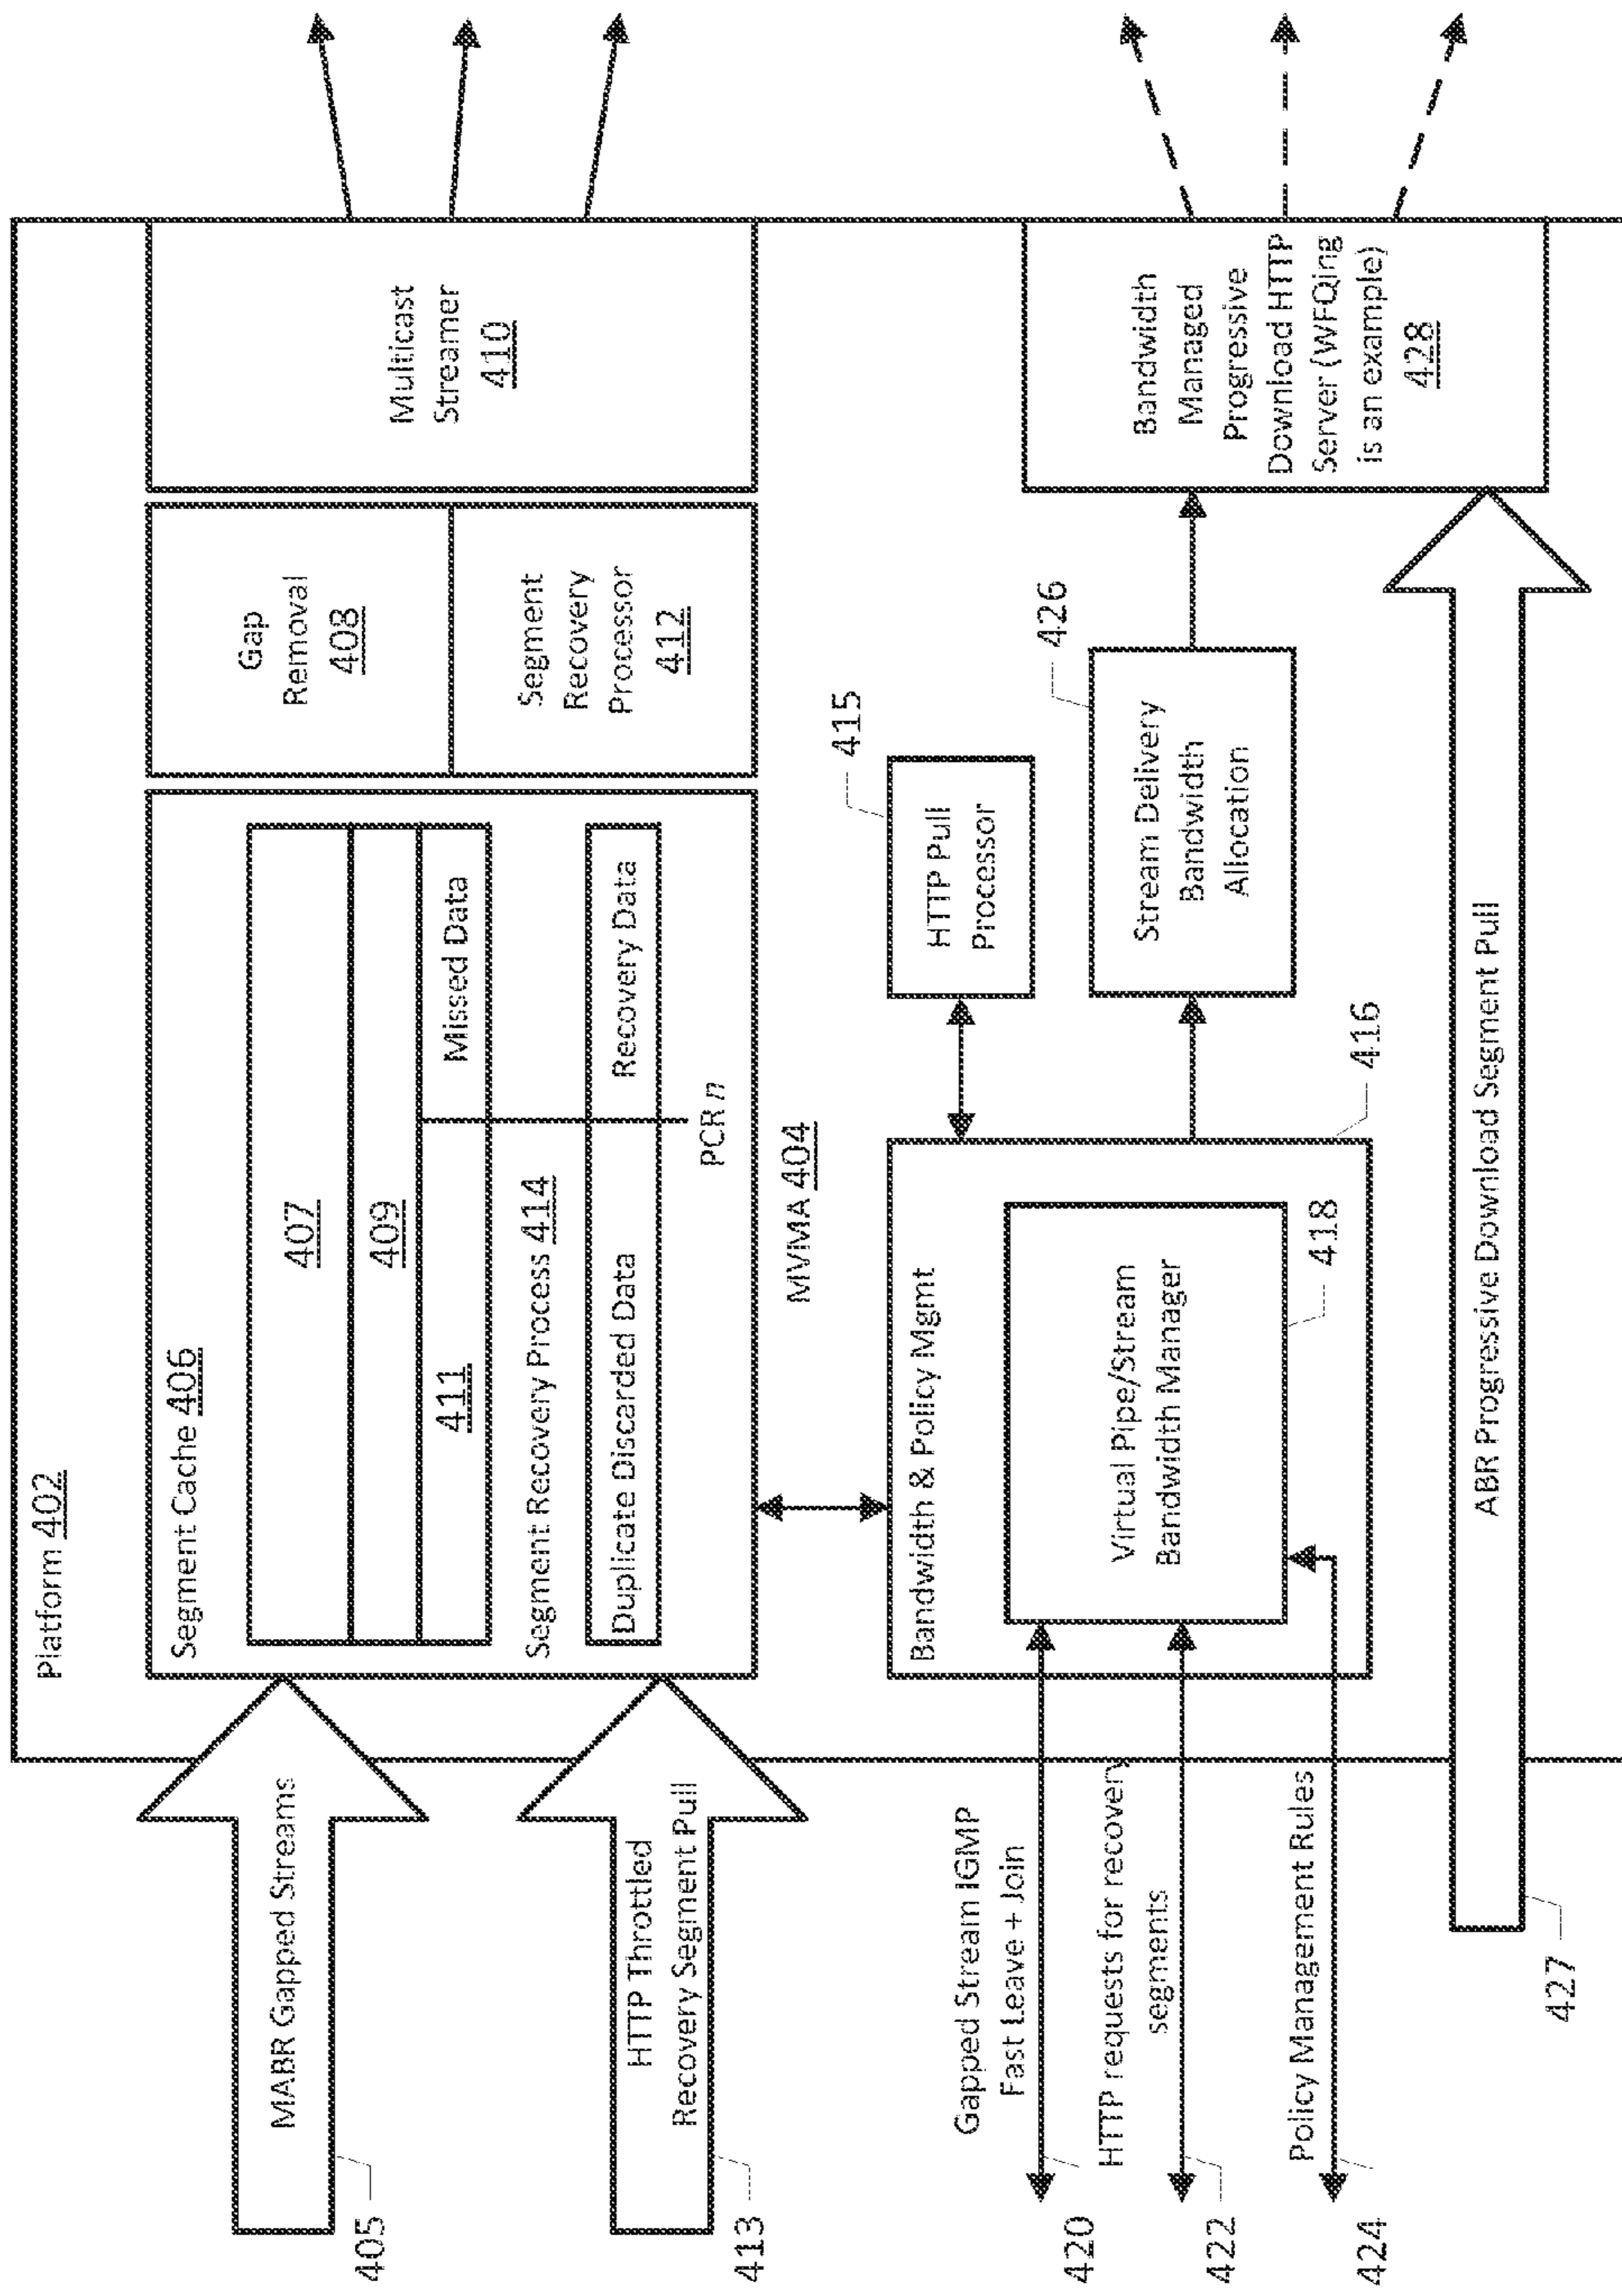 Platform 402
MABR Gapped Streams
405
HTTP Throttled
Recovery Segment Pull
413
Segment Cache 406
407
409
411
Missed Data
Segment Recovery Process 414
Duplicate Discarded Data
Recovery Data
PCR n
MVMA 404
Gap
Removal
408
Segment
Recovery
Processor
412
Multicast
Streamer
410
Gapped Stream IGMP
Fast Leave + Join
420
HTTP requests for recovery
segments
422
Policy Management Rules
424
Bandwidth & Policy Mgmt
Virtual Pipe/Stream
Bandwidth Manager
418
416
HTTP Pull
Processor
415
Stream Delivery
Bandwidth
Allocation
426
Bandwidth
Managed
Progressive
Download HTTP
Server (WFQing
is an example)
428
ABR Progressive Download Segment Pull
427